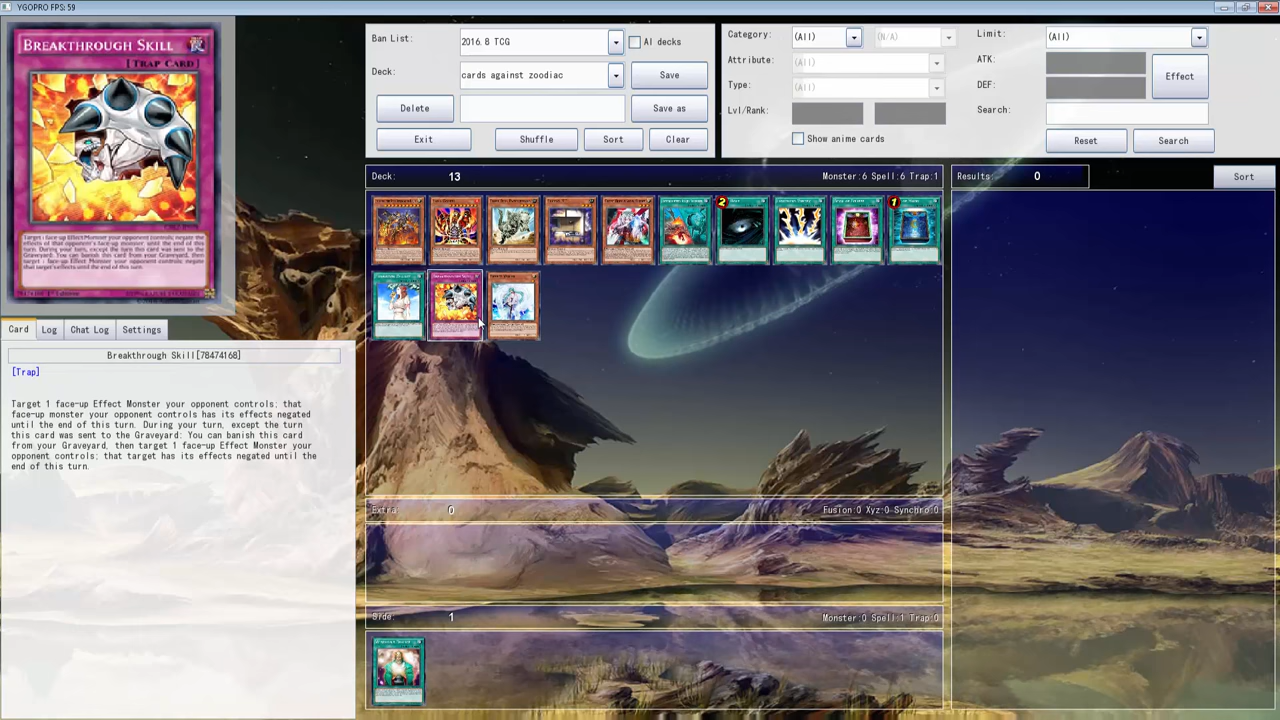 YGOPRO FPS: 59
BREAKTHROUGH SKILL
[TRAP CARD]
Card
Log
Chat Log
Settings
Breakthrough Skill[78474168]
[Trap]
Target 1 face-up Effect Monster your opponent controls; that
face-up monster your opponent controls has its effects negated
until the end of this turn. During your turn, except the turn
this card was sent to the Graveyard: You can banish this card
from your Graveyard, then target 1 face-up Effect Monster your
opponent controls; that target has its effects negated until the
end of this turn.
Ban List:
2016.8 TCG
AI decks
Deck:
cards against zoodiac
Save
Delete
Save as
Exit
Shuffle
Sort
Clear
Category:
(All)
(N/A)
Limit:
(All)
Attribute:
(All)
ATK:
Type:
(All)
DEF:
Effect
Lvl/Rank:
Search:
Show anime cards
Reset
Search
Deck:
13
Monster:6 Spell:6 Trap:1
Results:
0
Sort
2
1
Extra:
0
Fusion:0 Xyz:0 Synchro:0
Side:
1
Monster:0 Spell:1 Trap:0